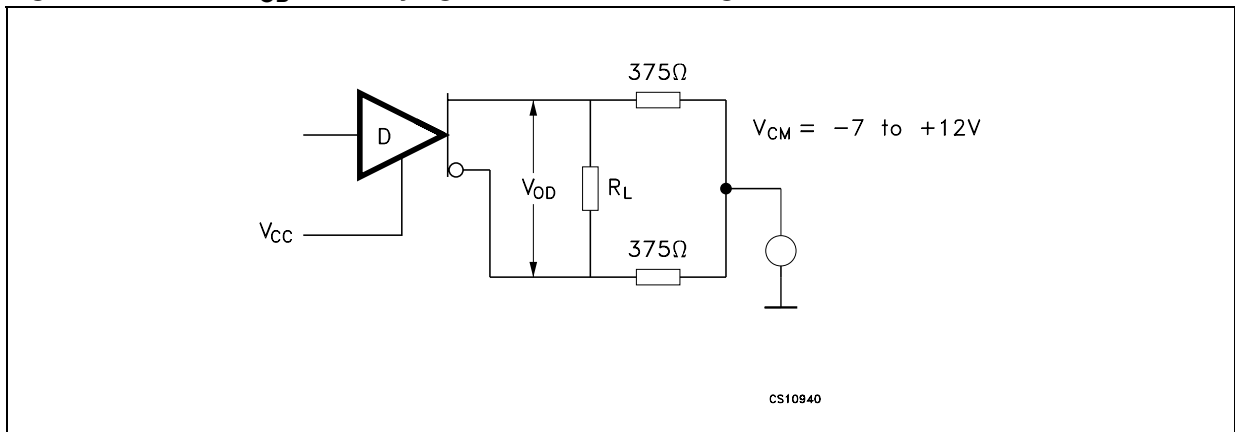 375Ω
V_CM = -7 to +12V
D
V_OD
R_L
V_CC
375Ω
CS10940